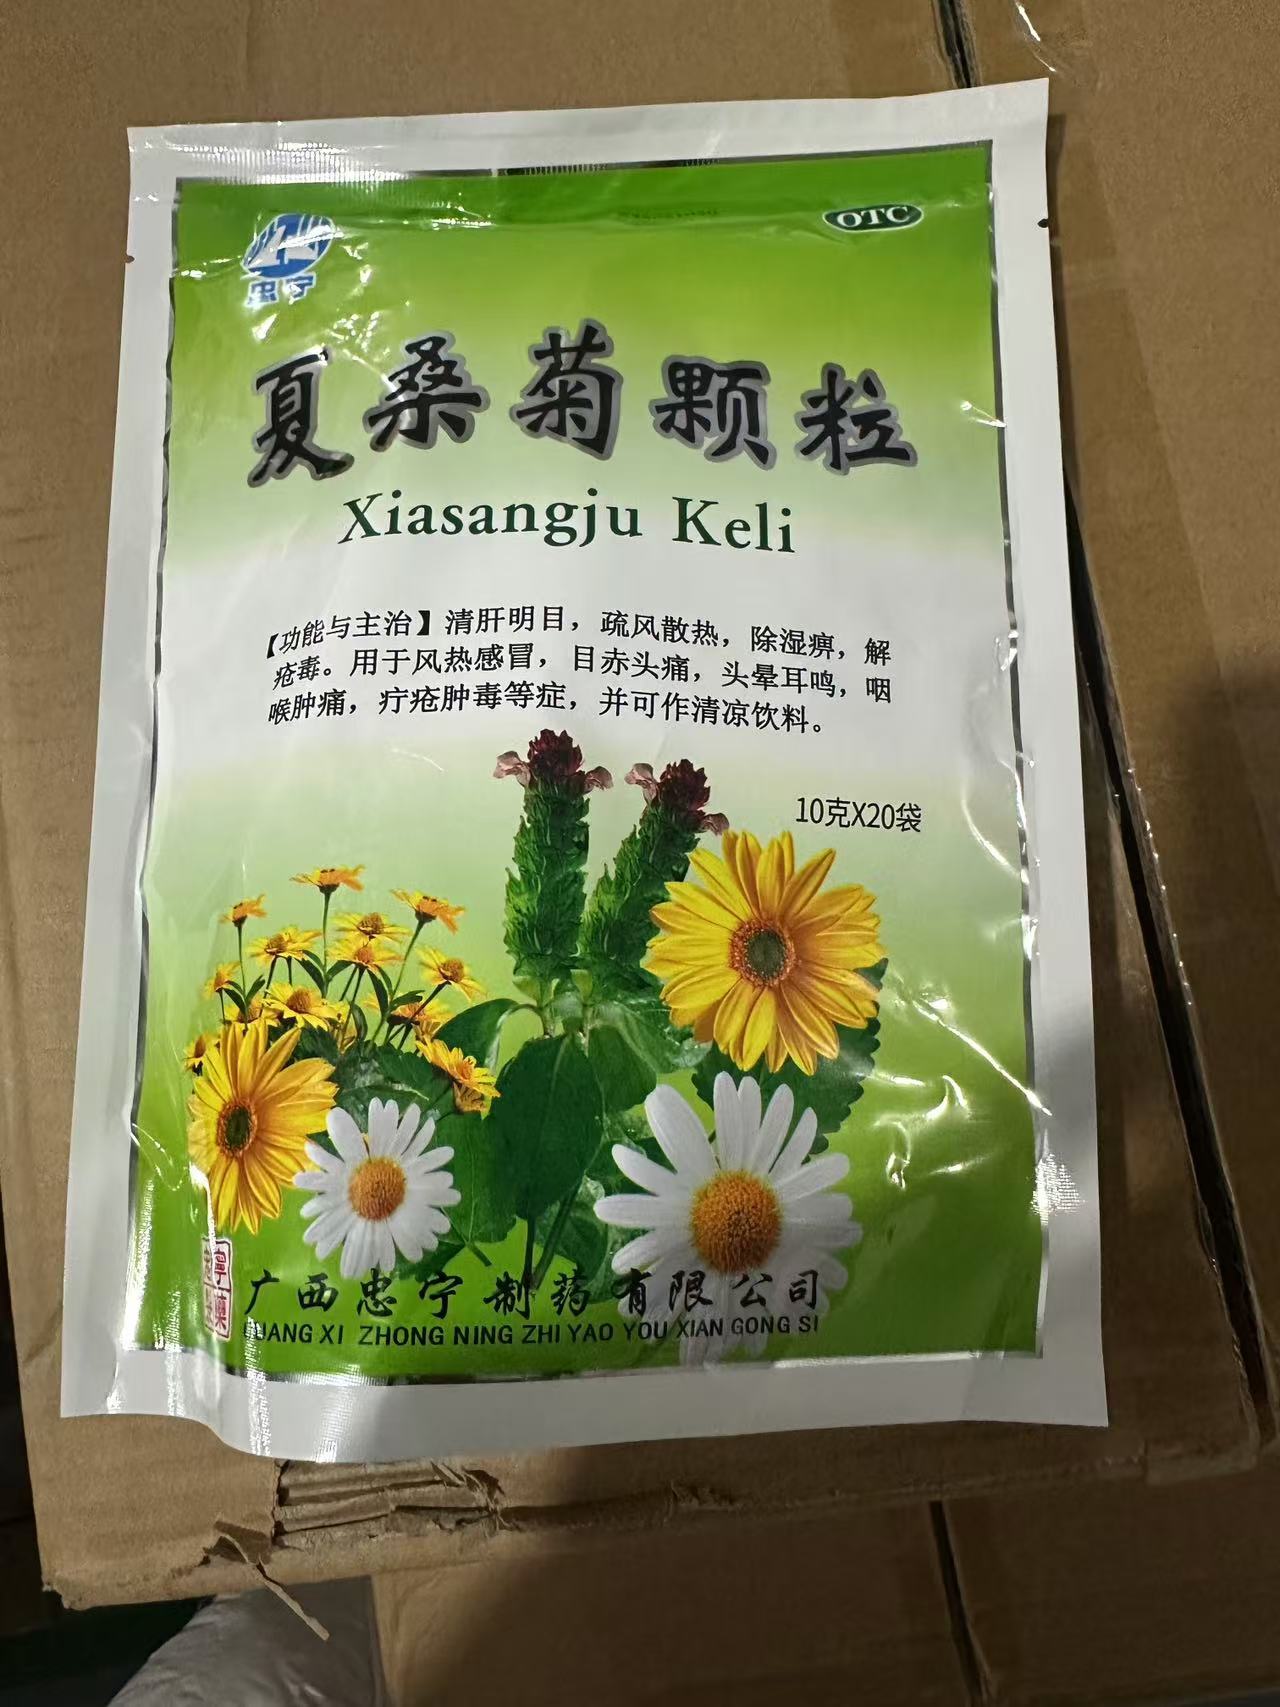 忠宁
OTC
夏桑菊颗粒
Xiasangju Keli
【功能与主治】清肝明目，疏风散热，除湿痹，解
疮毒。用于风热感冒，目赤头痛，头晕耳鸣，咽
喉肿痛，疔疮肿毒等症，并可作清凉饮料。
10克X20袋
广西忠宁制药有限公司
GUANG XI ZHONG NING ZHI YAO YOU XIAN GONG SI